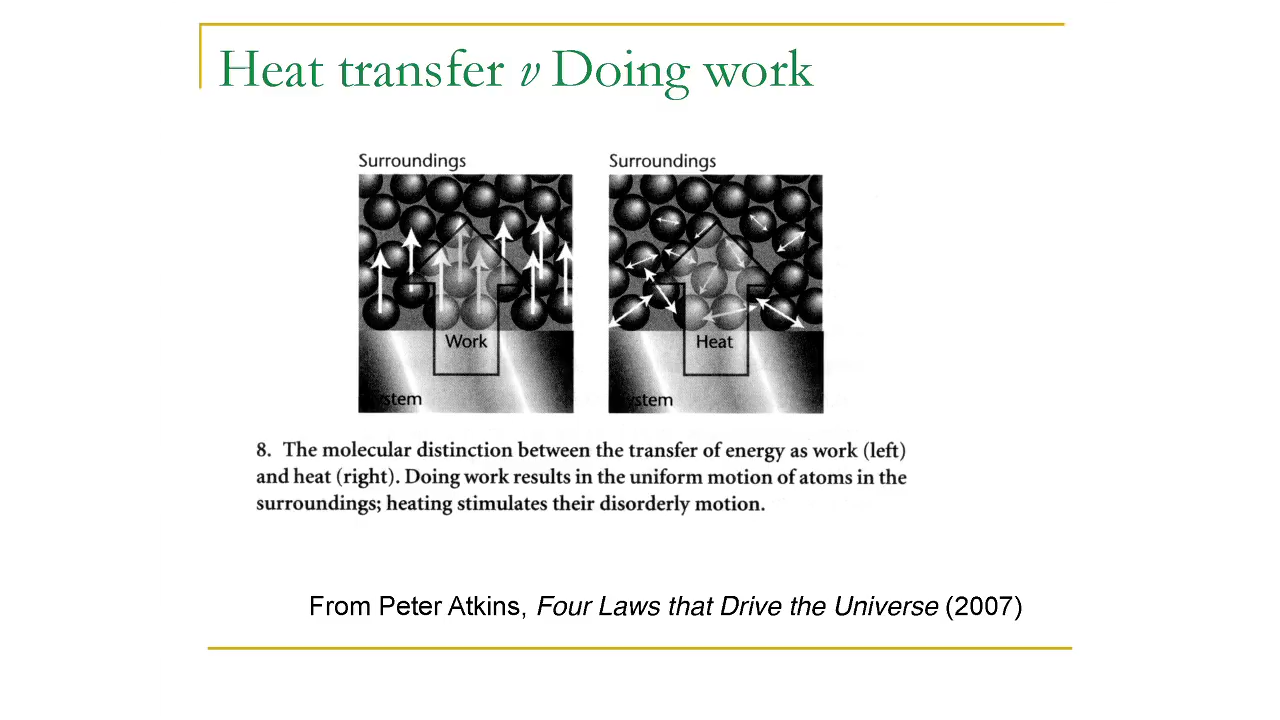 Heat transfer v Doing work
Surroundings
Surroundings
Work
Heat
ystem
ystem
8. The molecular distinction between the transfer of energy as work (left)
and heat (right). Doing work results in the uniform motion of atoms in the
surroundings; heating stimulates their disorderly motion.
From Peter Atkins, Four Laws that Drive the Universe (2007)